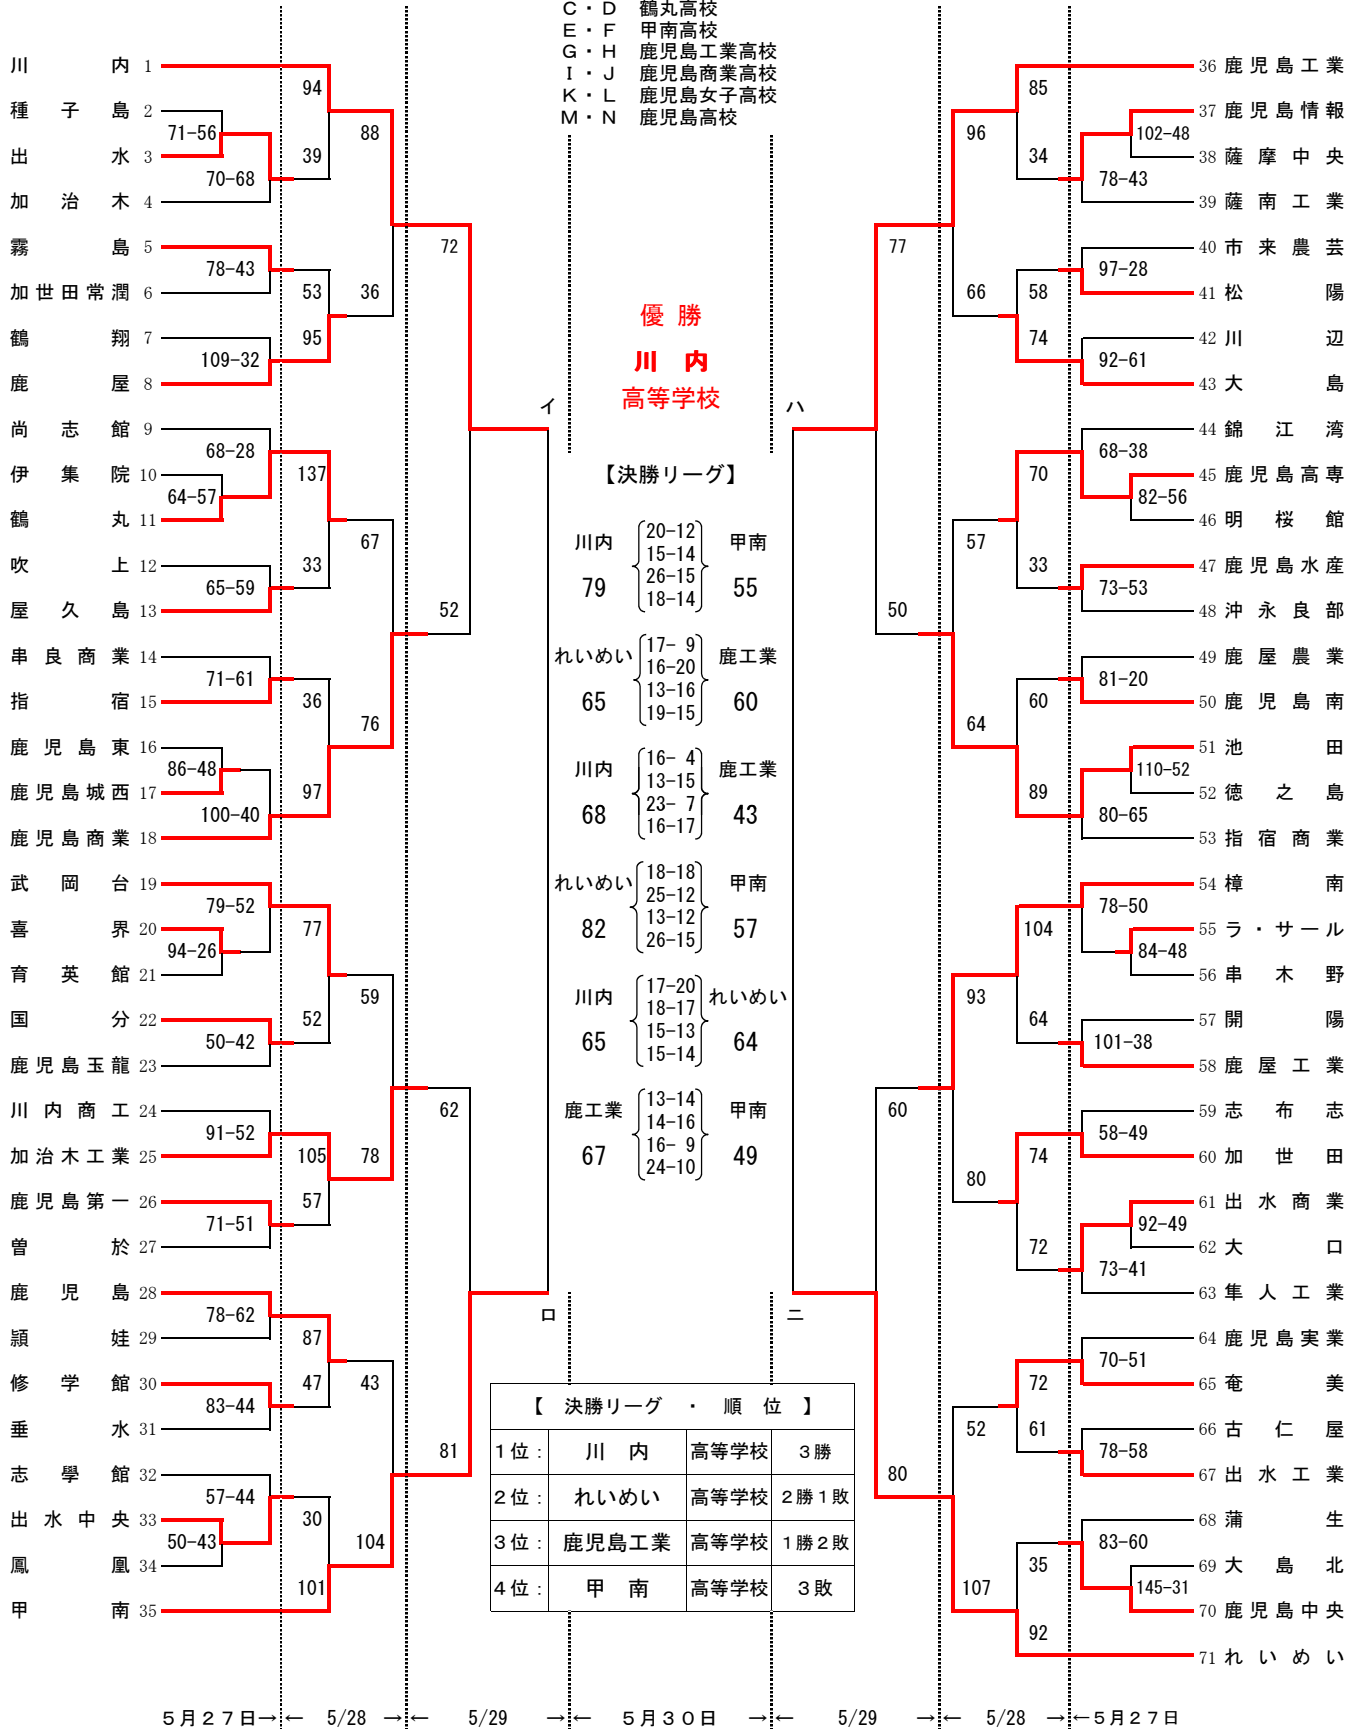 C・D 鶴丸高校
E・F 甲南高校
G・H 鹿児島工業高校
I・J 鹿児島商業高校
K・L 鹿児島女子高校
M・N 鹿児島高校
川内 1
種子島 2
出水 3
加治木 4
霧島 5
加世田常潤 6
鶴翔 7
鹿屋 8
尚志館 9
伊集院 10
鶴丸 11
吹上 12
屋久島 13
串良商業 14
指宿 15
鹿児島東 16
鹿児島城西 17
鹿児島商業 18
武岡台 19
喜界 20
育英館 21
国分 22
鹿児島玉龍 23
川内商工 24
加治木工業 25
鹿児島第一 26
曽於 27
鹿児島 28
頴娃 29
修学館 30
垂水 31
志學館 32
出水中央 33
鳳凰 34
甲南 35
71-56
70-68
78-43
109-32
68-28
64-57
65-59
71-61
86-48
100-40
79-52
94-26
50-42
91-52
71-51
78-62
83-44
57-44
50-43
94
39
53
95
137
33
36
97
77
52
105
57
87
47
30
101
88
36
67
76
59
78
43
104
72
52
62
81
イ
ロ
優勝
川内
高等学校
【決勝リーグ】
川内 20-12 甲南
15-14
79 26-15 55
18-14
れいめい 17- 9 鹿工業
16-20
65 13-16 60
19-15
川内 16- 4 鹿工業
13-15
68 23- 7 43
16-17
れいめい 18-18 甲南
25-12
82 13-12 57
26-15
川内 17-20 れいめい
18-17
65 15-13 64
15-14
鹿工業 13-14 甲南
14-16
67 16- 9 49
24-10
【 決勝リーグ ・ 順 位 】
1位: 川内 高等学校 3勝
2位: れいめい 高等学校 2勝1敗
3位: 鹿児島工業 高等学校 1勝2敗
4位: 甲南 高等学校 3敗
ハ
ニ
77
50
60
80
96
66
57
64
93
80
52
107
85
34
58
74
70
33
60
89
104
64
74
72
72
61
35
92
102-48
78-43
97-28
92-61
68-38
82-56
73-53
81-20
110-52
80-65
78-50
84-48
101-38
58-49
92-49
73-41
70-51
78-58
83-60
145-31
36 鹿児島工業
37 鹿児島情報
38 薩摩中央
39 薩南工業
40 市来農芸
41 松陽
42 川辺
43 大島
44 錦江湾
45 鹿児島高専
46 明桜館
47 鹿児島水産
48 沖永良部
49 鹿屋農業
50 鹿児島南
51 池田
52 徳之島
53 指宿商業
54 樟南
55 ラ・サール
56 串木野
57 開陽
58 鹿屋工業
59 志布志
60 加世田
61 出水商業
62 大口
63 隼人工業
64 鹿児島実業
65 奄美
66 古仁屋
67 出水工業
68 蒲生
69 大島北
70 鹿児島中央
71 れいめい
5月27日→ ← 5/28 → ← 5/29 → ← 5月30日 → ← 5/29 → ← 5/28 → ←5月27日